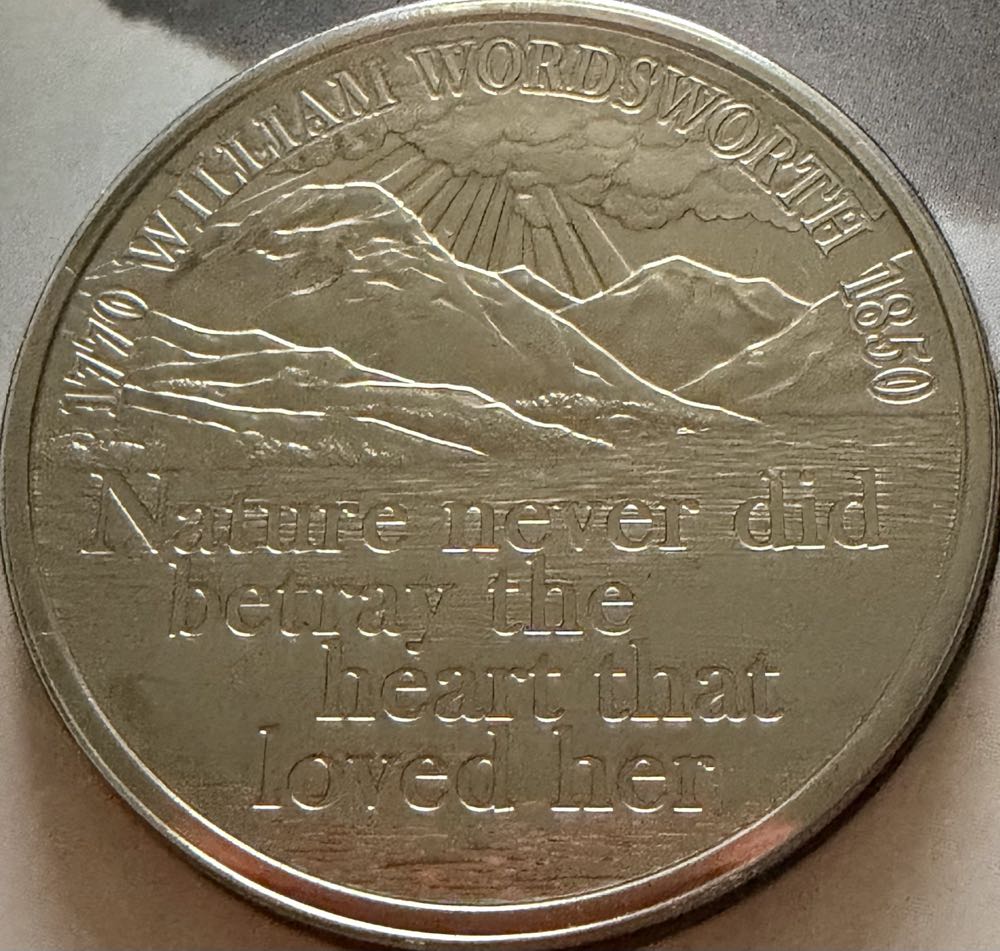 1770 WILLIAM WORDSWORTH 1850
Nature never did
betray the
heart that
loved her